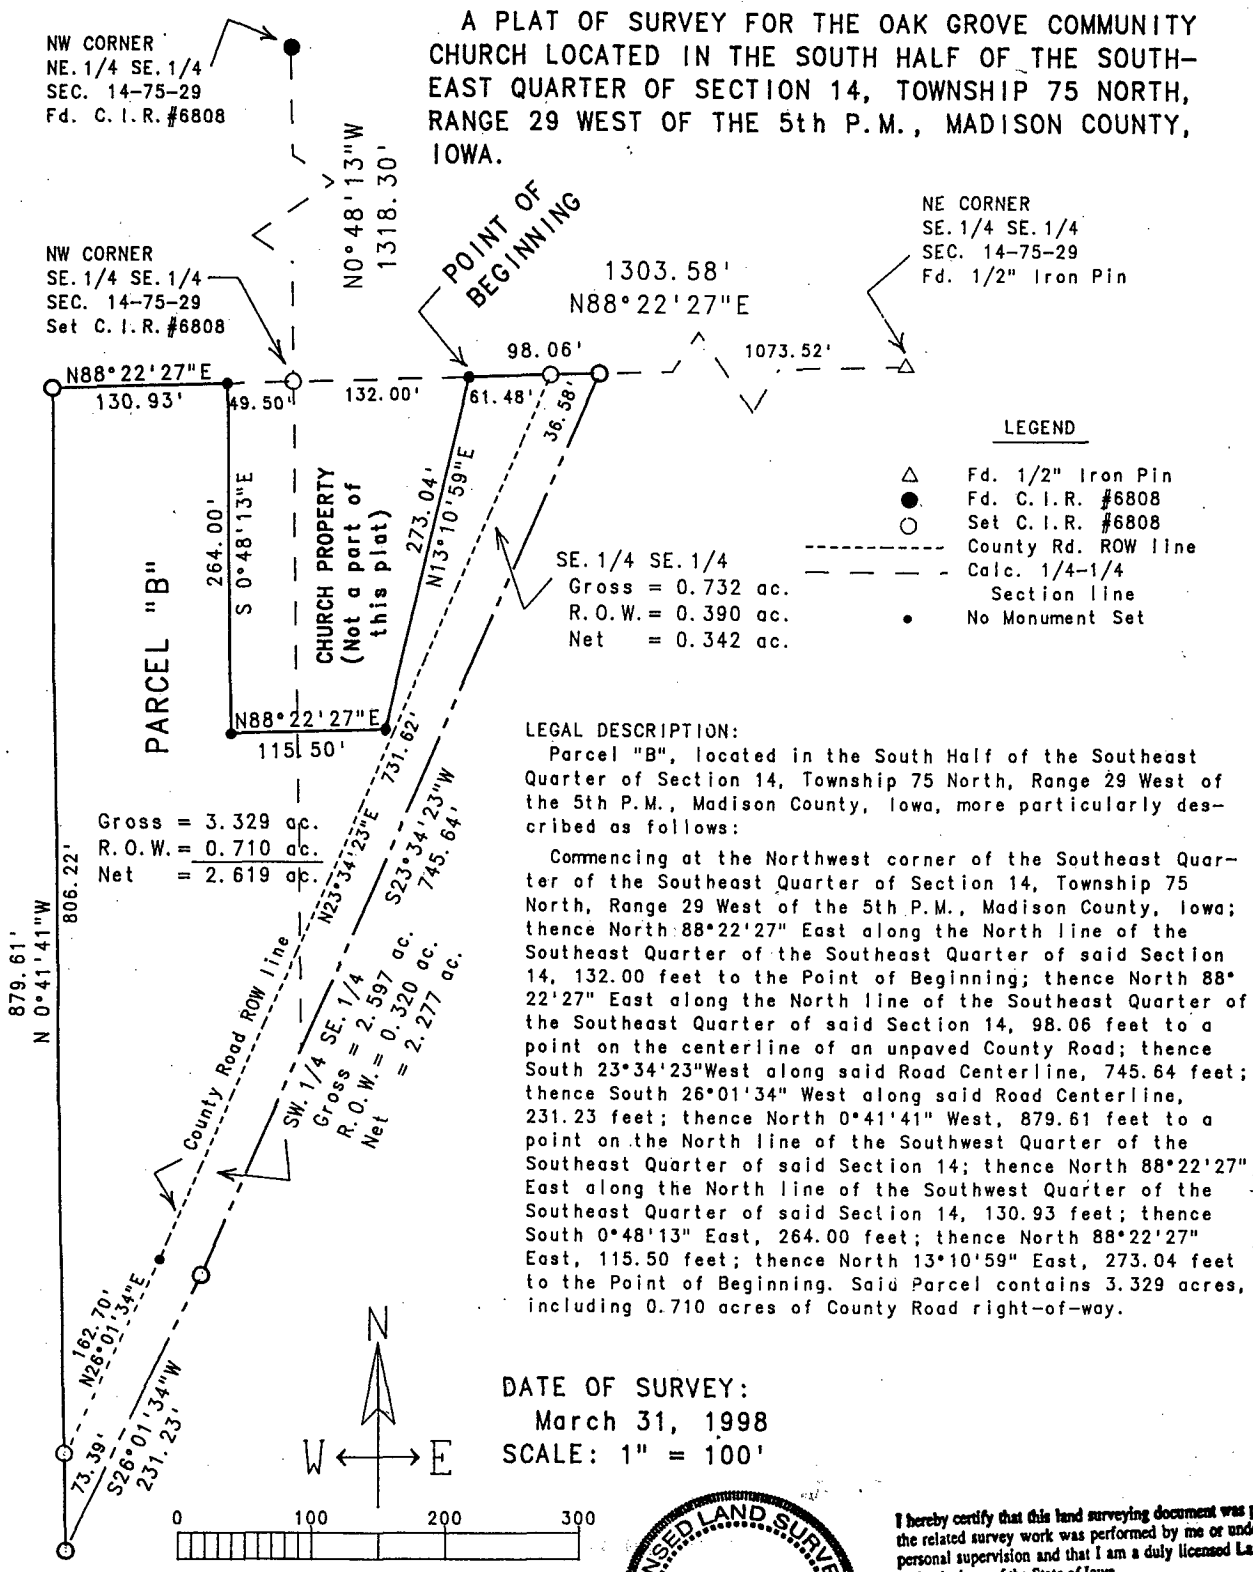 A PLAT OF SURVEY FOR THE OAK GROVE COMMUNITY
CHURCH LOCATED IN THE SOUTH HALF OF THE SOUTH-
EAST QUARTER OF SECTION 14, TOWNSHIP 75 NORTH,
RANGE 29 WEST OF THE 5th P.M., MADISON COUNTY,
IOWA.
NW CORNER
NE.1/4 SE.1/4
SEC. 14-75-29
Fd. C.I.R.#6808
N0°48'13"W
1318.30'
NW CORNER
SE.1/4 SE.1/4
SEC. 14-75-29
Set C.I.R.#6808
POINT OF
BEGINNING
1303.58'
N88°22'27"E
NE CORNER
SE.1/4 SE.1/4
SEC. 14-75-29
Fd. 1/2" Iron Pin
N88°22'27"E
130.93'
49.50'
132.00'
98.06'
61.48'
36.58'
1073.52'
LEGEND
Fd. 1/2" Iron Pin
Fd. C.I.R. #6808
Set C.I.R. #6808
County Rd. ROW line
Calc. 1/4-1/4
Section line
No Monument Set
PARCEL "B"
264.00'
S 0°48'13"E
CHURCH PROPERTY
(Not a part of
this plat)
273.04'
N13°10'59"E
SE.1/4 SE.1/4
Gross = 0.732 ac.
R.O.W.= 0.390 ac.
Net = 0.342 ac.
N88°22'27"E
115.50'
Gross = 3.329 ac.
R.O.W.= 0.710 ac.
Net = 2.619 ac.
N23°34'23"E 731.62'
S23°34'23"W
745.64'
879.61'
N 0°41'41"W
806.22'
County Road ROW line
SW.1/4 SE.1/4
Gross = 2.597 ac.
R.O.W.= 0.320 ac.
Net = 2.277 ac.
162.70'
N26°01'34"E
73.39'
S26°01'34"W
231.23'
LEGAL DESCRIPTION:
Parcel "B", located in the South Half of the Southeast
Quarter of Section 14, Township 75 North, Range 29 West of
the 5th P.M., Madison County, Iowa, more particularly des-
cribed as follows:
Commencing at the Northwest corner of the Southeast Quar-
ter of the Southeast Quarter of Section 14, Township 75
North, Range 29 West of the 5th P.M., Madison County, Iowa;
thence North 88°22'27" East along the North line of the
Southeast Quarter of the Southeast Quarter of said Section
14, 132.00 feet to the Point of Beginning; thence North 88°
22'27" East along the North line of the Southeast Quarter of
the Southeast Quarter of said Section 14, 98.06 feet to a
point on the centerline of an unpaved County Road; thence
South 23°34'23"West along said Road Centerline, 745.64 feet;
thence South 26°01'34" West along said Road Centerline,
231.23 feet; thence North 0°41'41" West, 879.61 feet to a
point on the North line of the Southwest Quarter of the
Southeast Quarter of said Section 14; thence North 88°22'27"
East along the North line of the Southwest Quarter of the
Southeast Quarter of said Section 14, 130.93 feet; thence
South 0°48'13" East, 264.00 feet; thence North 88°22'27"
East, 115.50 feet; thence North 13°10'59" East, 273.04 feet
to the Point of Beginning. Said Parcel contains 3.329 acres,
including 0.710 acres of County Road right-of-way.
N
W E
DATE OF SURVEY:
March 31, 1998
SCALE: 1" = 100'
0 100 200 300
LAND
I hereby certify that this land surveying document was
the related survey work was performed by me or
personal supervision and that I am a duly licensed